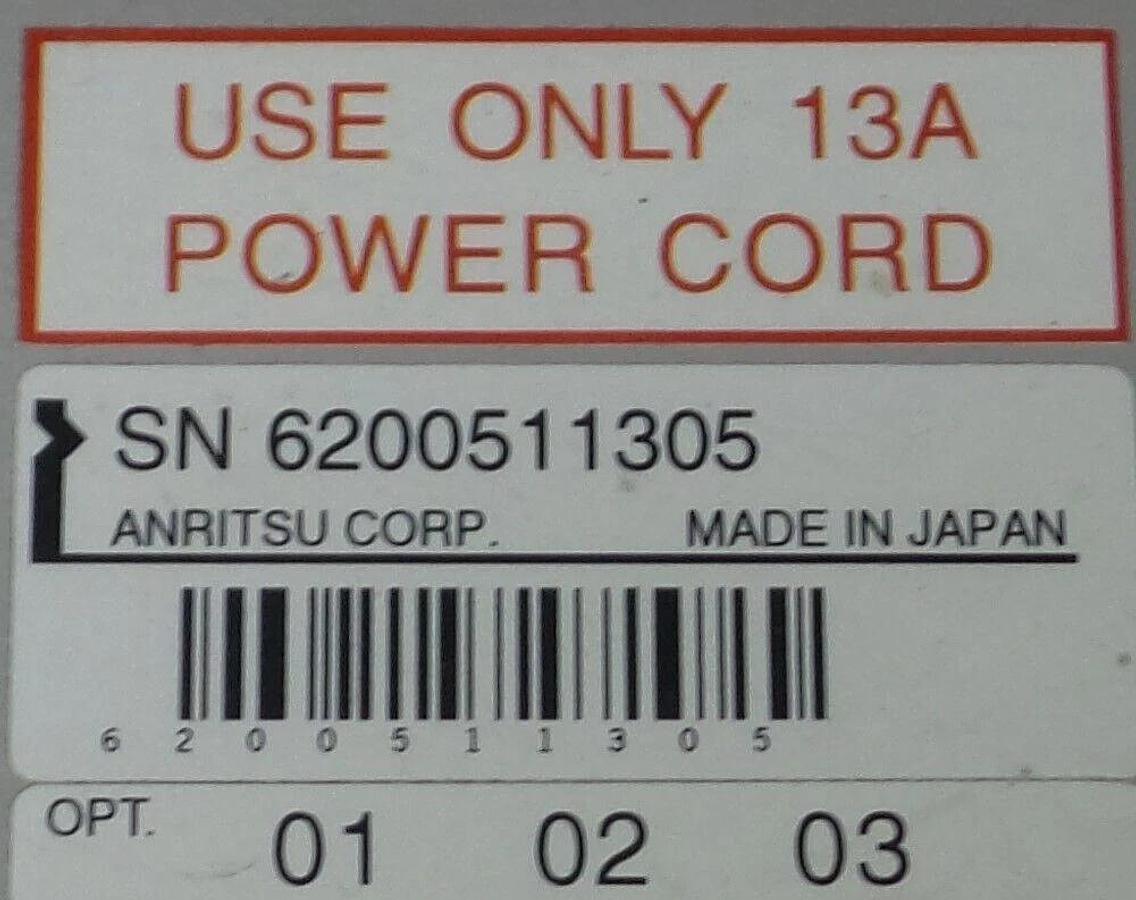 USE ONLY 13A
POWER CORD
SN 6200511305
ANRITSU CORP. MADE IN JAPAN
6 2 0 0 5 1 1 3 0 5
OPT. 01 02 03